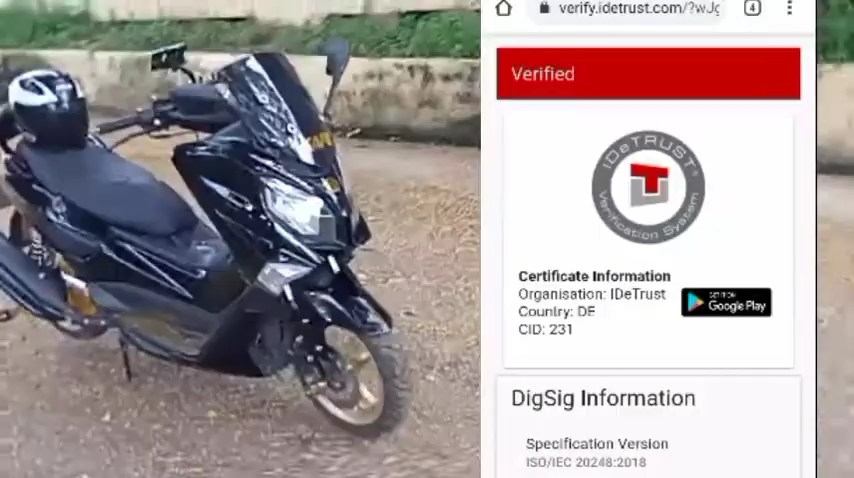 verify.idetrust.com/?wJg
4
Verified
IDeTRUST®
Verification System
Certificate Information
Organisation: IDeTrust
Country: DE
CID: 231
GET IT ON
Google Play
DigSig Information
Specification Version
ISO/IEC 20248:2018